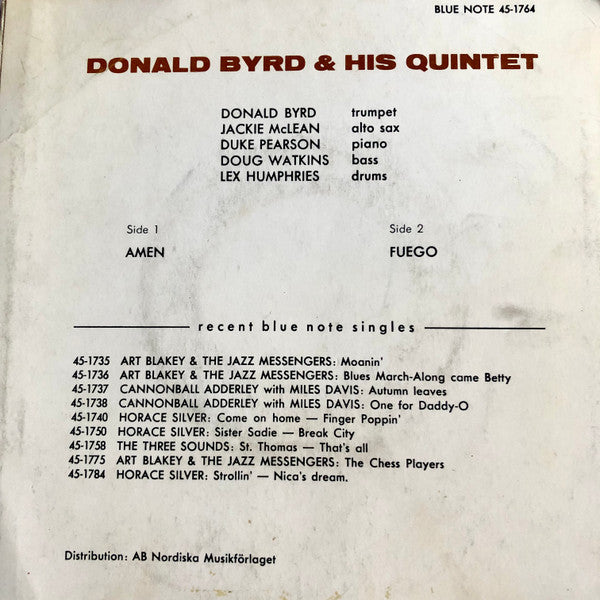 BLUE NOTE 45-1764
DONALD BYRD & HIS QUINTET
DONALD BYRD trumpet
JACKIE McLEAN alto sax
DUKE PEARSON piano
DOUG WATKINS bass
LEX HUMPHRIES drums
Side 1 Side 2
AMEN FUEGO
recent blue note singles
45-1735 ART BLAKEY & THE JAZZ MESSENGERS: Moanin'
45-1736 ART BLAKEY & THE JAZZ MESSENGERS: Blues March-Along came Betty
45-1737 CANNONBALL ADDERLEY with MILES DAVIS: Autumn leaves
45-1738 CANNONBALL ADDERLEY with MILES DAVIS: One for Daddy-O
45-1740 HORACE SILVER: Come on home — Finger Poppin'
45-1750 HORACE SILVER: Sister Sadie — Break City
45-1758 THE THREE SOUNDS: St. Thomas — That's all
45-1775 ART BLAKEY & THE JAZZ MESSENGERS: The Chess Players
45-1784 HORACE SILVER: Strollin' — Nica's dream.
Distribution: AB Nordiska Musikförlaget